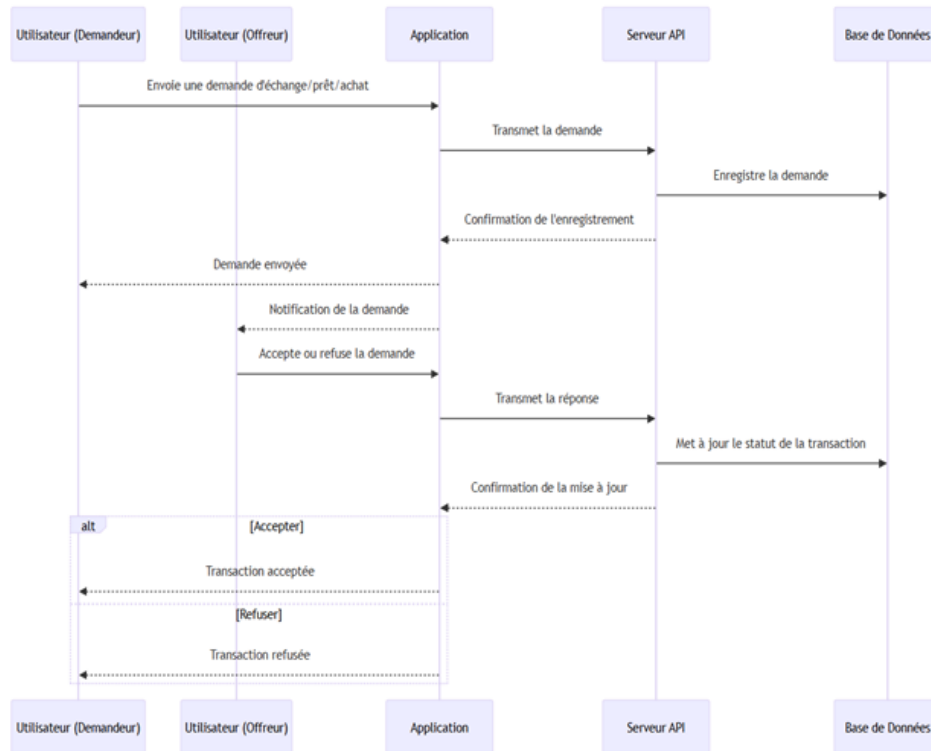 Utilisateur (Demandeur)
Utilisateur (Offreur)
Application
Serveur API
Base de Données
Envoie une demande d'échange/prêt/achat
Transmet la demande
Enregistre la demande
Confirmation de l'enregistrement
Demande envoyée
Notification de la demande
Accepte ou refuse la demande
Transmet la réponse
Met à jour le statut de la transaction
Confirmation de la mise à jour
alt
[Accepter]
Transaction acceptée
[Refuser]
Transaction refusée
Utilisateur (Demandeur)
Utilisateur (Offreur)
Application
Serveur API
Base de Données